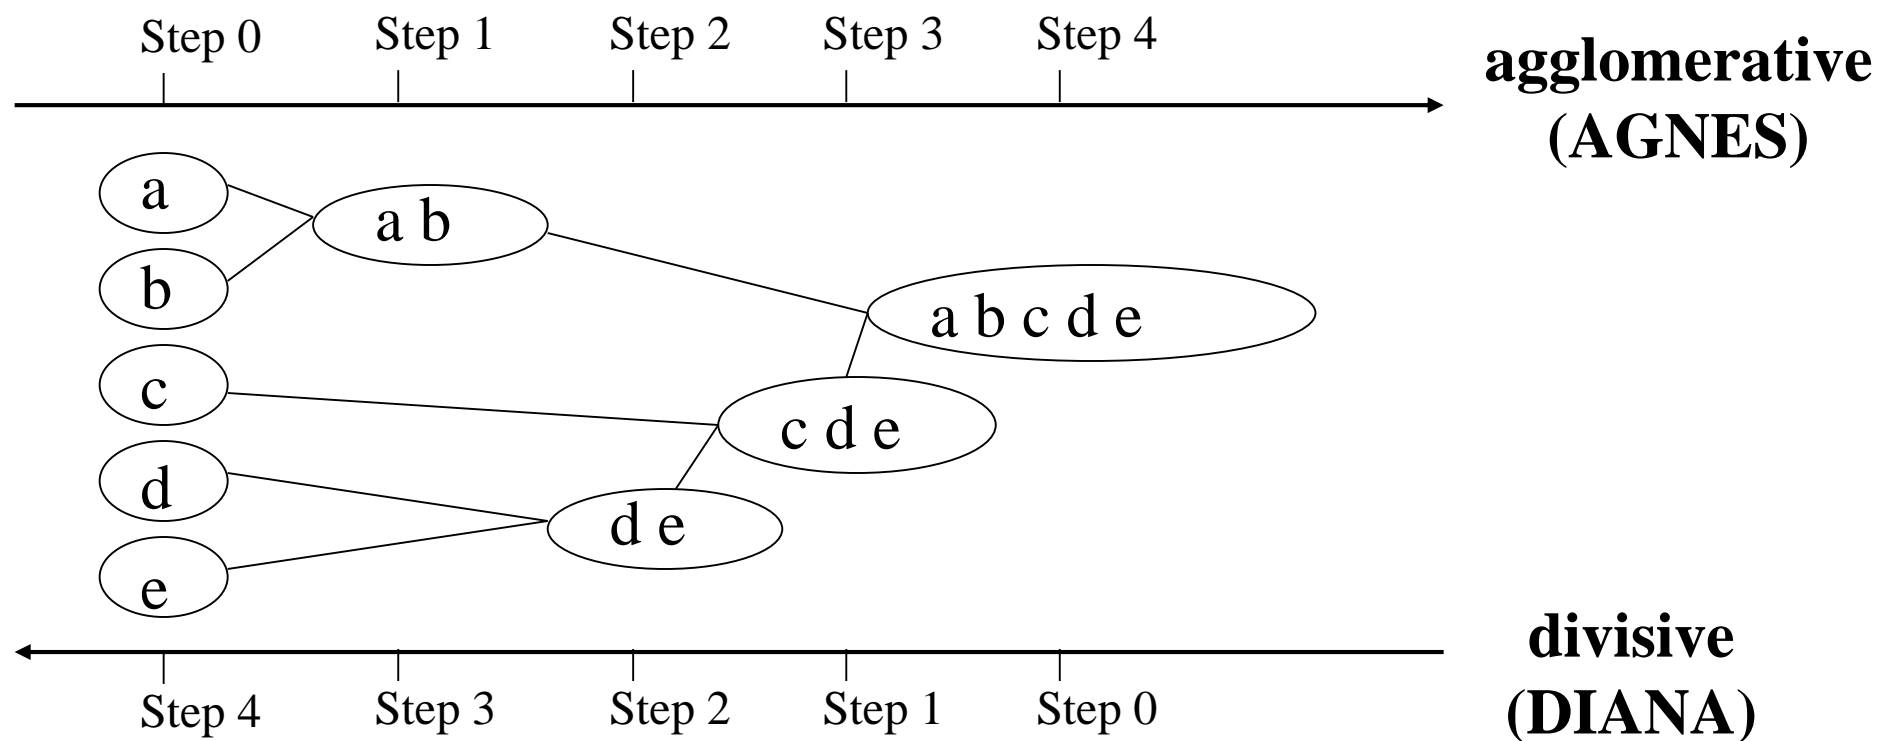 Step 0 Step 1 Step 2 Step 3 Step 4
agglomerative
(AGNES)
a
a b
b
a b c d e
c
c d e
d
d e
e
divisive
(DIANA)
Step 4 Step 3 Step 2 Step 1 Step 0